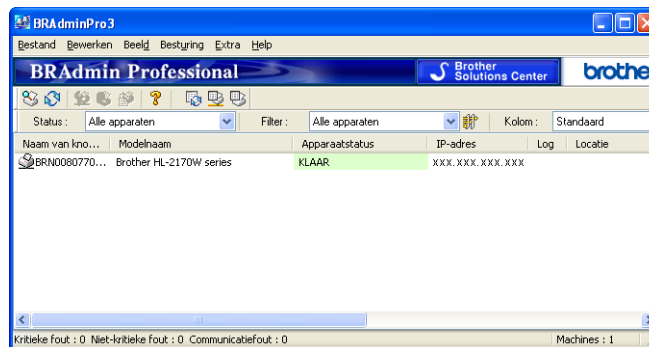 BRAdminPro3
Bestand Bewerken Beeld Besturing Extra Help
BRAdmin Professional Brother Solutions Center brothe
Status : Alle apparaten Filter : Alle apparaten Kolom : Standaard
Naam van kno... Modelnaam Apparaatstatus IP-adres Log Locatie
BRN0080770... Brother HL-2170W series KLAAR XXX.XXX.XXX.XXX
Kritieke fout : 0 Niet-kritieke fout : 0 Communicatiefout : 0 Machines : 1